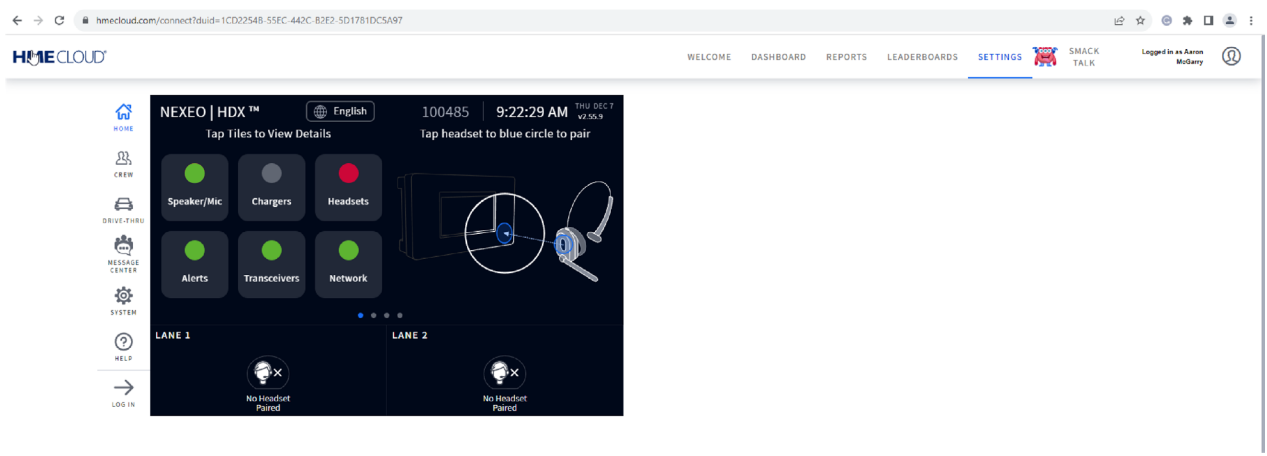 hmecloud.com/connect?duid=1CD2254B-55EC-442C-B2E2-5D1781DC5A97
HME CLOUD®
WELCOME
DASHBOARD
REPORTS
LEADERBOARDS
SETTINGS
SMACK
TALK
Logged in as Aaron
McGarry
HOME
CREW
DRIVE-THRU
MESSAGE
CENTER
SYSTEM
HELP
LOG IN
NEXEO | HDX ™
English
100485
9:22:29 AM
THU DEC 7
v2.55.9
Tap Tiles to View Details
Tap headset to blue circle to pair
Speaker/Mic
Chargers
Headsets
Alerts
Transceivers
Network
LANE 1
No Headset
Paired
LANE 2
No Headset
Paired